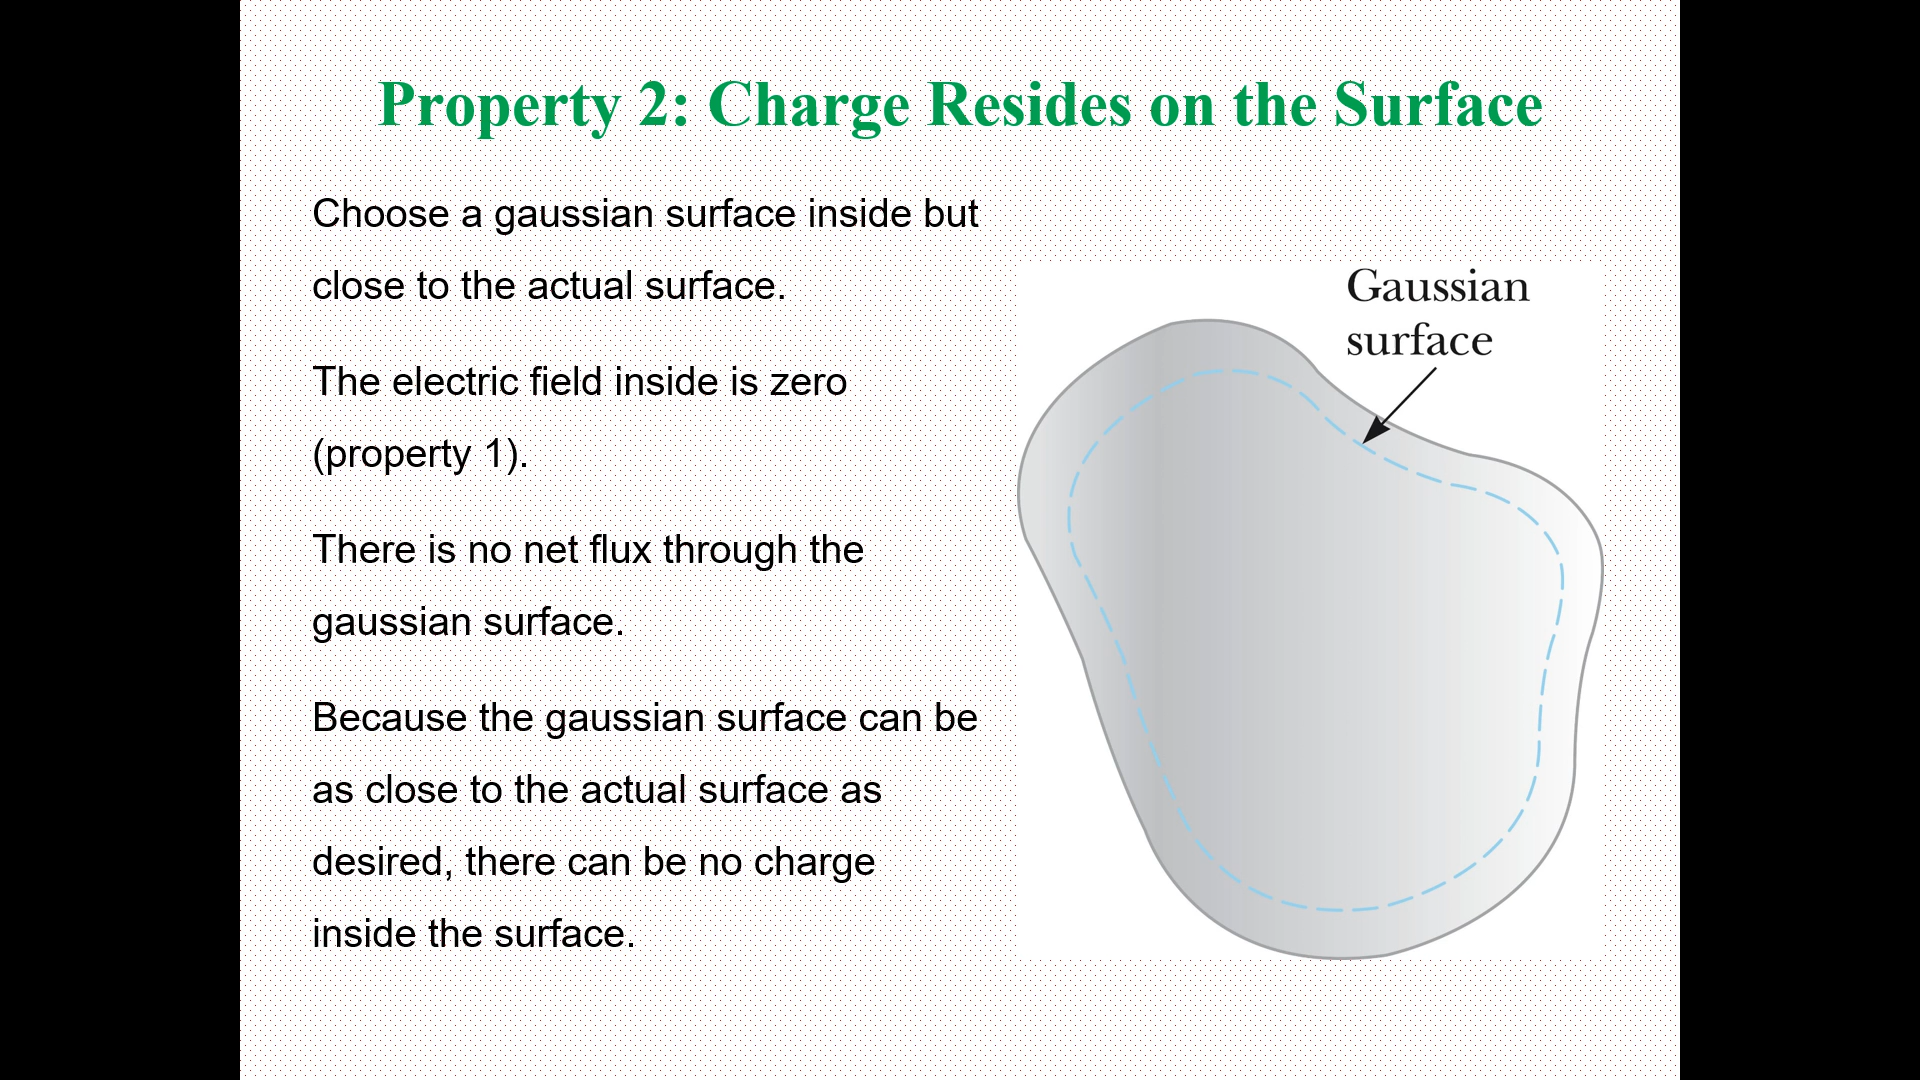 Property 2: Charge Resides on the Surface
Choose a gaussian surface inside but
close to the actual surface.
The electric field inside is zero
(property 1).
There is no net flux through the
gaussian surface.
Because the gaussian surface can be
as close to the actual surface as
desired, there can be no charge
inside the surface.
Gaussian
surface